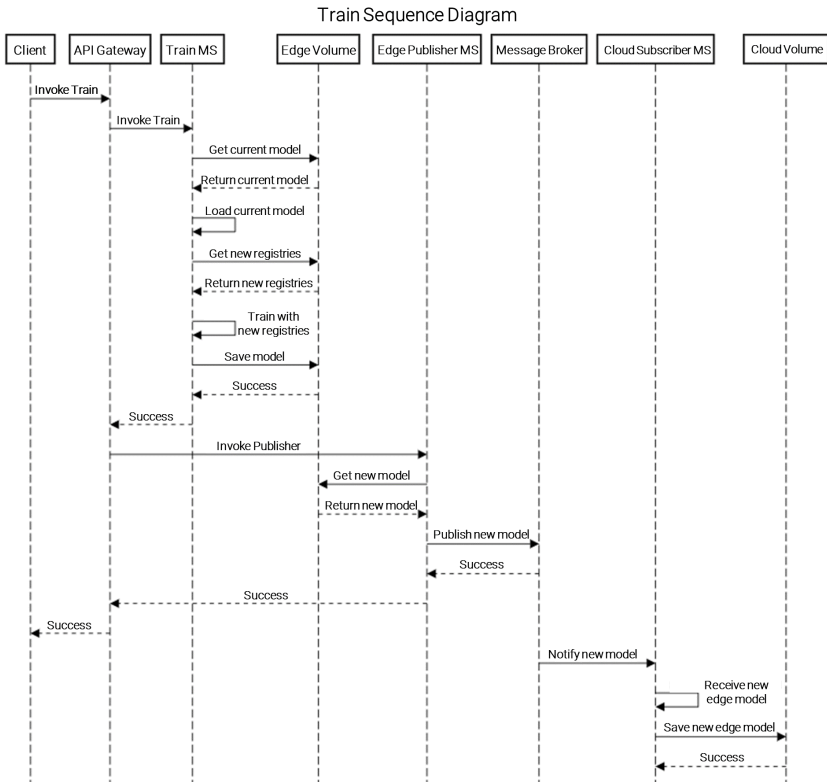 Train Sequence Diagram
Client
API Gateway
Train MS
Edge Volume
Edge Publisher MS
Message Broker
Cloud Subscriber MS
Cloud Volume
Invoke Train
Invoke Train
Get current model
Return current model
Load current model
Get new registries
Return new registries
Train with
new registries
Save model
Success
Success
Invoke Publisher
Get new model
Return new model
Publish new model
Success
Success
Success
Notify new model
Receive new
edge model
Save new edge model
Success